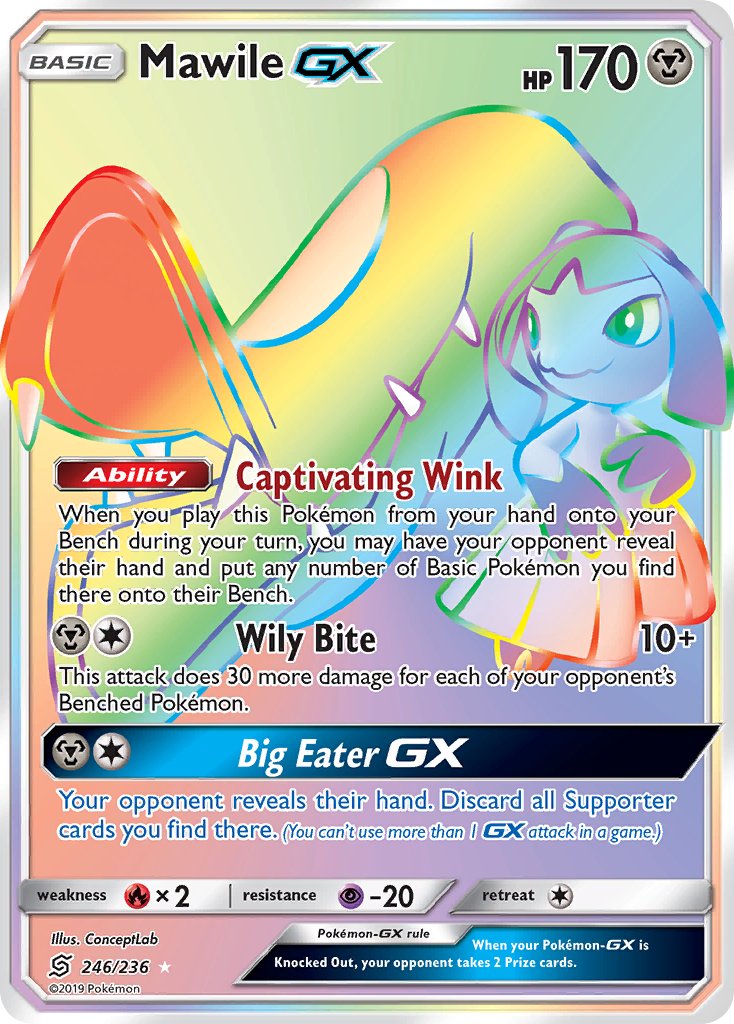 BASIC Mawile GX HP 170
Ability Captivating Wink
When you play this Pokémon from your hand onto your
Bench during your turn, you may have your opponent reveal
their hand and put any number of Basic Pokémon you find
there onto their Bench.
Wily Bite 10+
This attack does 30 more damage for each of your opponent's
Benched Pokémon.
Big Eater GX
Your opponent reveals their hand. Discard all Supporter
cards you find there. (You can't use more than 1 GX attack in a game.)
weakness ×2 resistance -20 retreat
Illus. ConceptLab
246/236
©2019 Pokémon
Pokémon-GX rule
When your Pokémon-GX is
Knocked Out, your opponent takes 2 Prize cards.